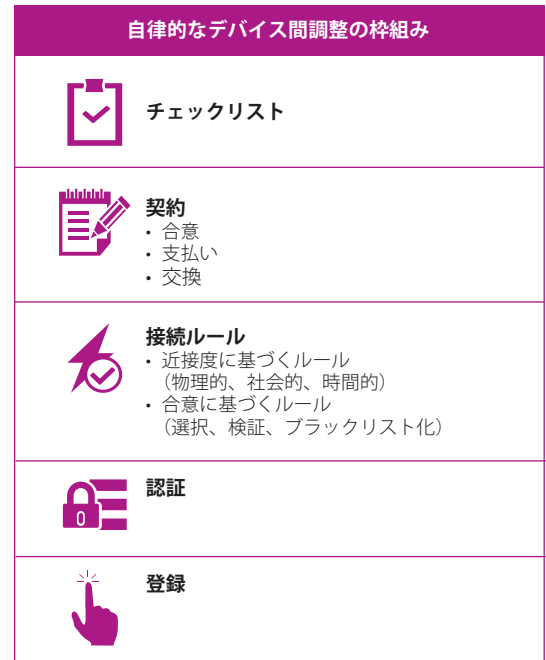 自律的なデバイス間調整の枠組み
チェックリスト
契約
・ 合意
・ 支払い
・ 交換
接続ルール
・ 近接度に基づくルール
（物理的、社会的、時間的）
・ 合意に基づくルール
（選択、検証、ブラックリスト化）
認証
登録